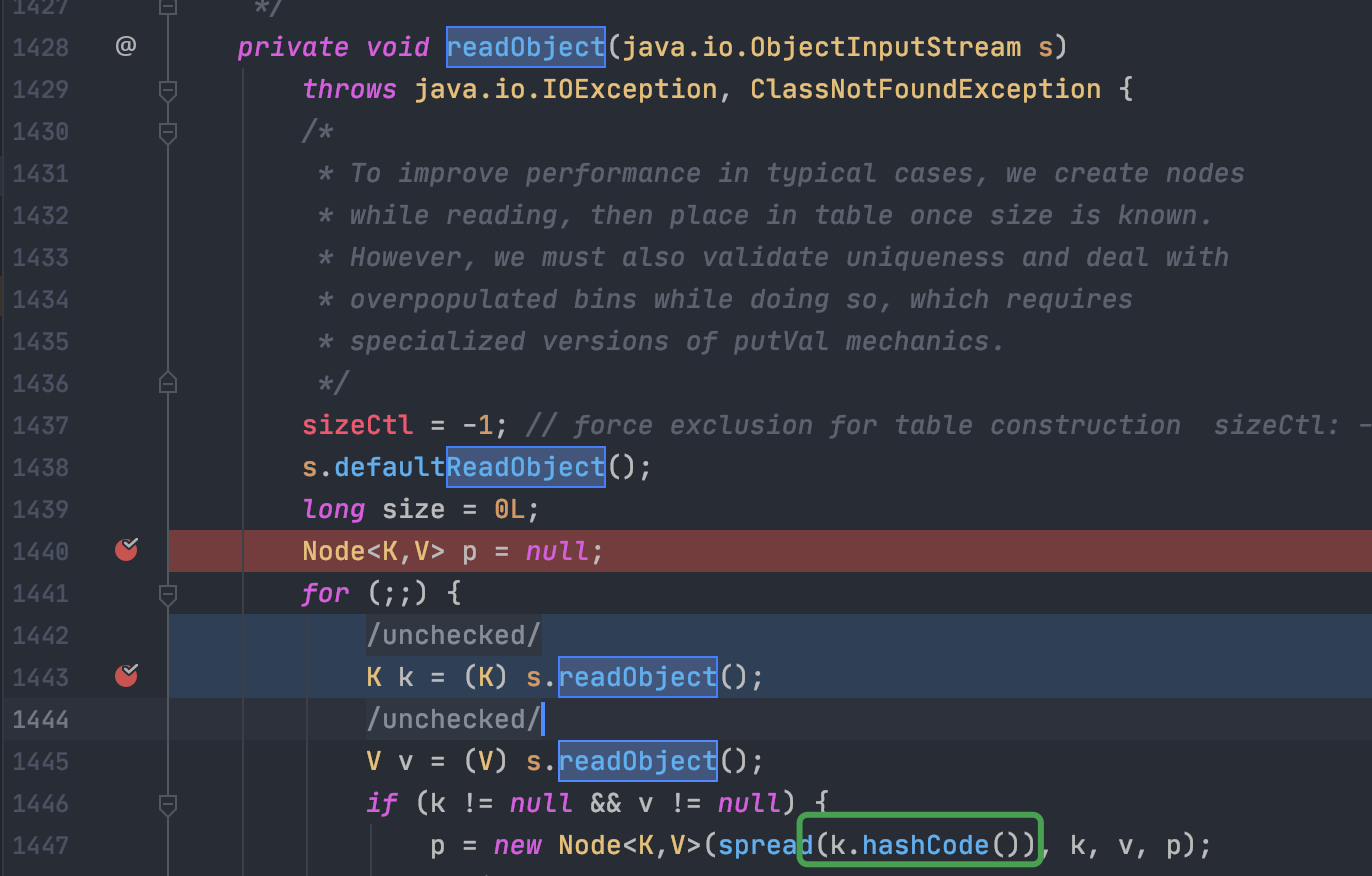 1427 */
1428 @ private void readObject(java.io.ObjectInputStream s)
1429 throws java.io.IOException, ClassNotFoundException {
1430 /*
1431 * To improve performance in typical cases, we create nodes
1432 * while reading, then place in table once size is known.
1433 * However, we must also validate uniqueness and deal with
1434 * overpopulated bins while doing so, which requires
1435 * specialized versions of putVal mechanics.
1436 */
1437 sizeCtl = -1; // force exclusion for table construction  sizeCtl: -
1438 s.defaultReadObject();
1439 long size = 0L;
1440 Node<K,V> p = null;
1441 for (;;) {
1442 /unchecked/
1443 K k = (K) s.readObject();
1444 /unchecked/
1445 V v = (V) s.readObject();
1446 if (k != null && v != null) {
1447 p = new Node<K,V>(spread(k.hashCode()), k, v, p);